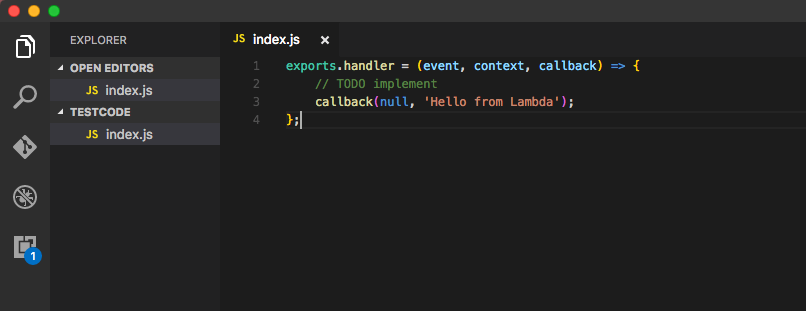 EXPLORER
OPEN EDITORS
JS index.js
TESTCODE
JS index.js
1
JS index.js ×
1 exports.handler = (event, context, callback) => {
2     // TODO implement
3     callback(null, 'Hello from Lambda');
4 };